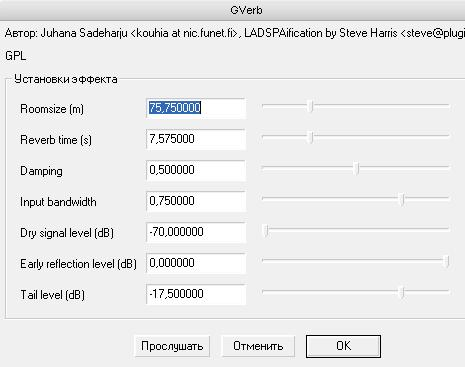 GVerb
Автор: Juhana Sadeharju <kouhia at nic.funet.fi>, LADSPAification by Steve Harris <steve@plugi
GPL
Установки эффекта
Roomsize (m) 75,750000
Reverb time (s) 7,575000
Damping 0,500000
Input bandwidth 0,750000
Dry signal level (dB) -70,000000
Early reflection level (dB) 0,000000
Tail level (dB) -17,500000
Прослушать Отменить OK